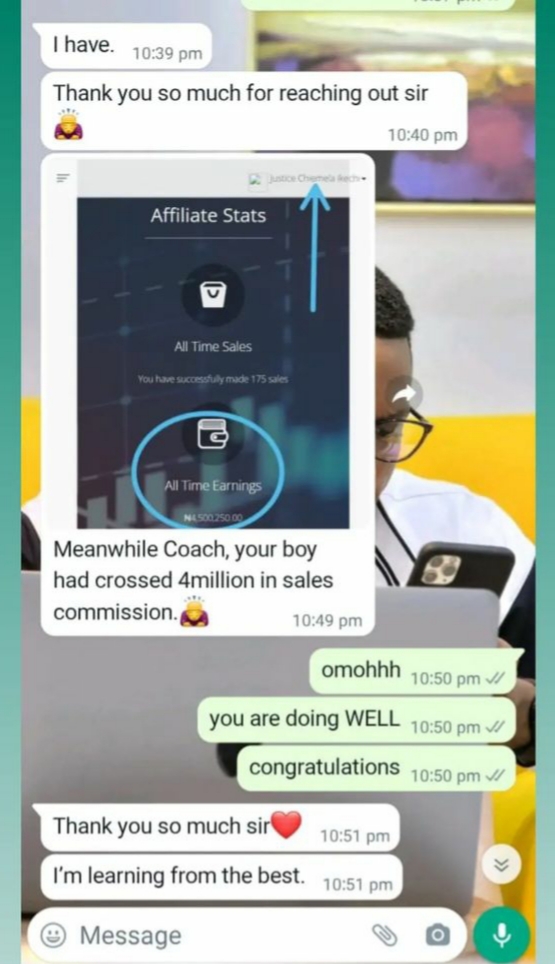 I have. 10:39 pm
Thank you so much for reaching out sir
🙇 10:40 pm
Justice Chiemela Ikechi
Affiliate Stats
All Time Sales
You have successfully made 175 sales
All Time Earnings
₦4,500,250.00
Meanwhile Coach, your boy
had crossed 4million in sales
commission.🙇 10:49 pm
omohhh 10:50 pm
you are doing WELL 10:50 pm
congratulations 10:50 pm
Thank you so much sir❤️ 10:51 pm
I'm learning from the best. 10:51 pm
Message